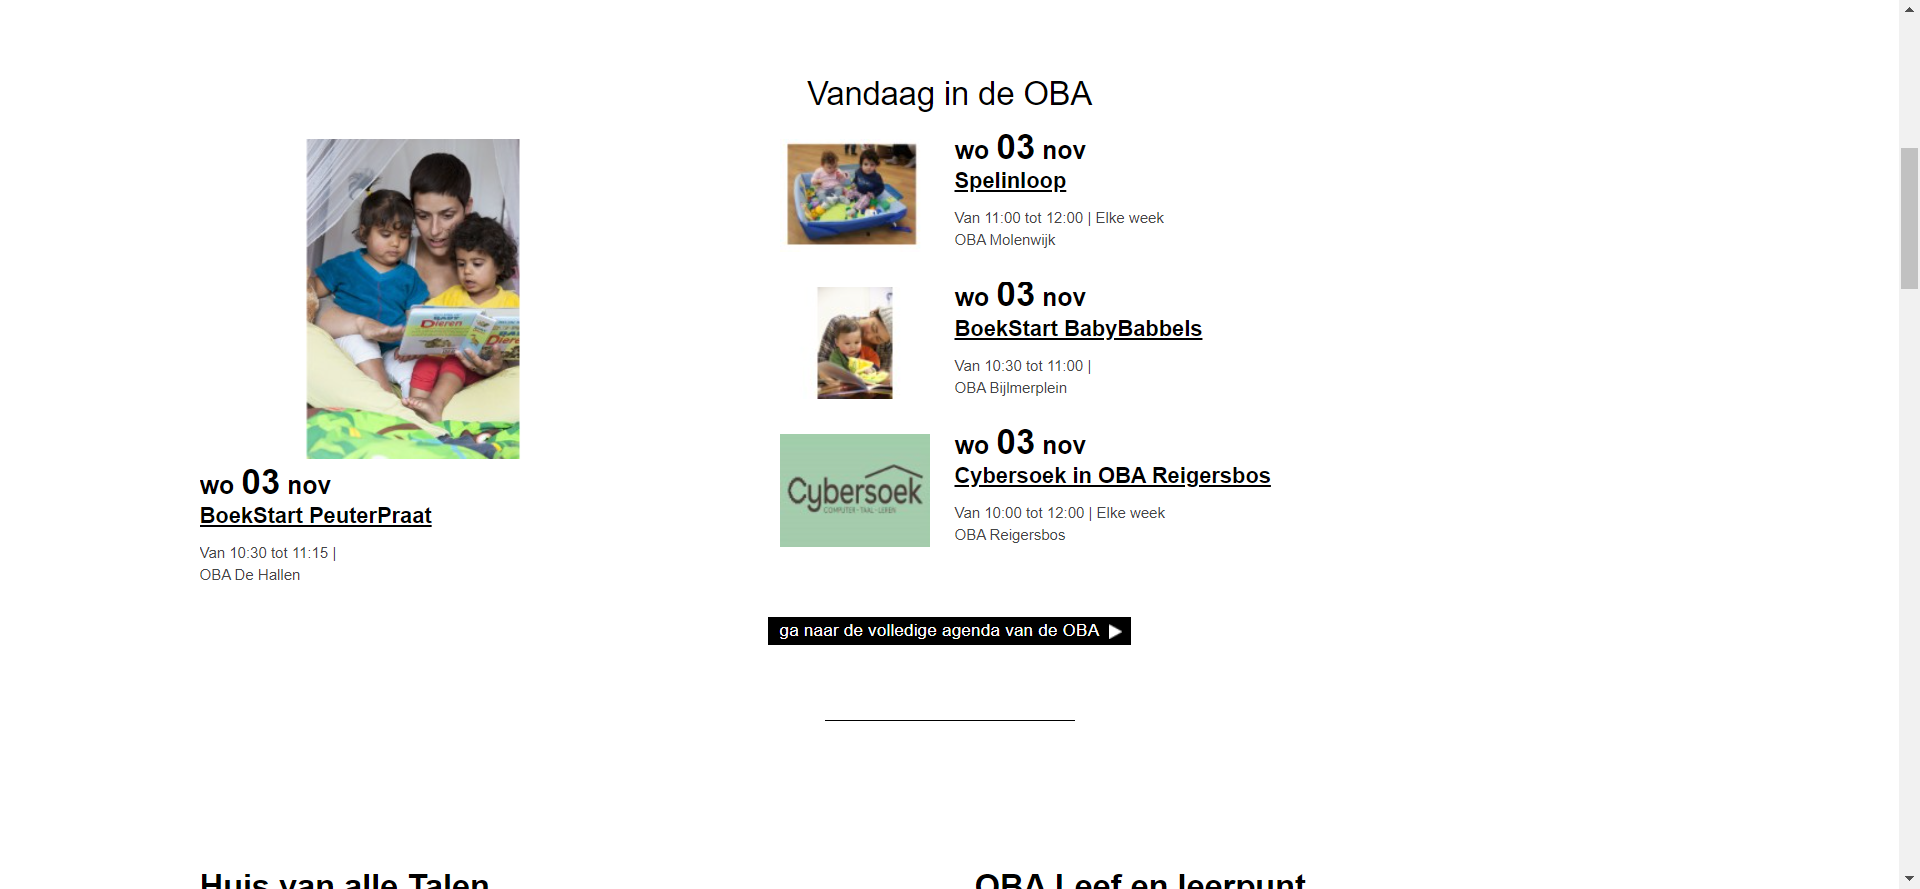 Vandaag in de OBA
wo 03 nov
BoekStart PeuterPraat
Van 10:30 tot 11:15 |
OBA De Hallen
wo 03 nov
Spelinloop
Van 11:00 tot 12:00 | Elke week
OBA Molenwijk
wo 03 nov
BoekStart BabyBabbels
Van 10:30 tot 11:00 |
OBA Bijlmerplein
Cybersoek
COMPUTER - TAAL - LEREN
wo 03 nov
Cybersoek in OBA Reigersbos
Van 10:00 tot 12:00 | Elke week
OBA Reigersbos
ga naar de volledige agenda van de OBA
Huis van alle Talen
OBA Leef en leerpunt